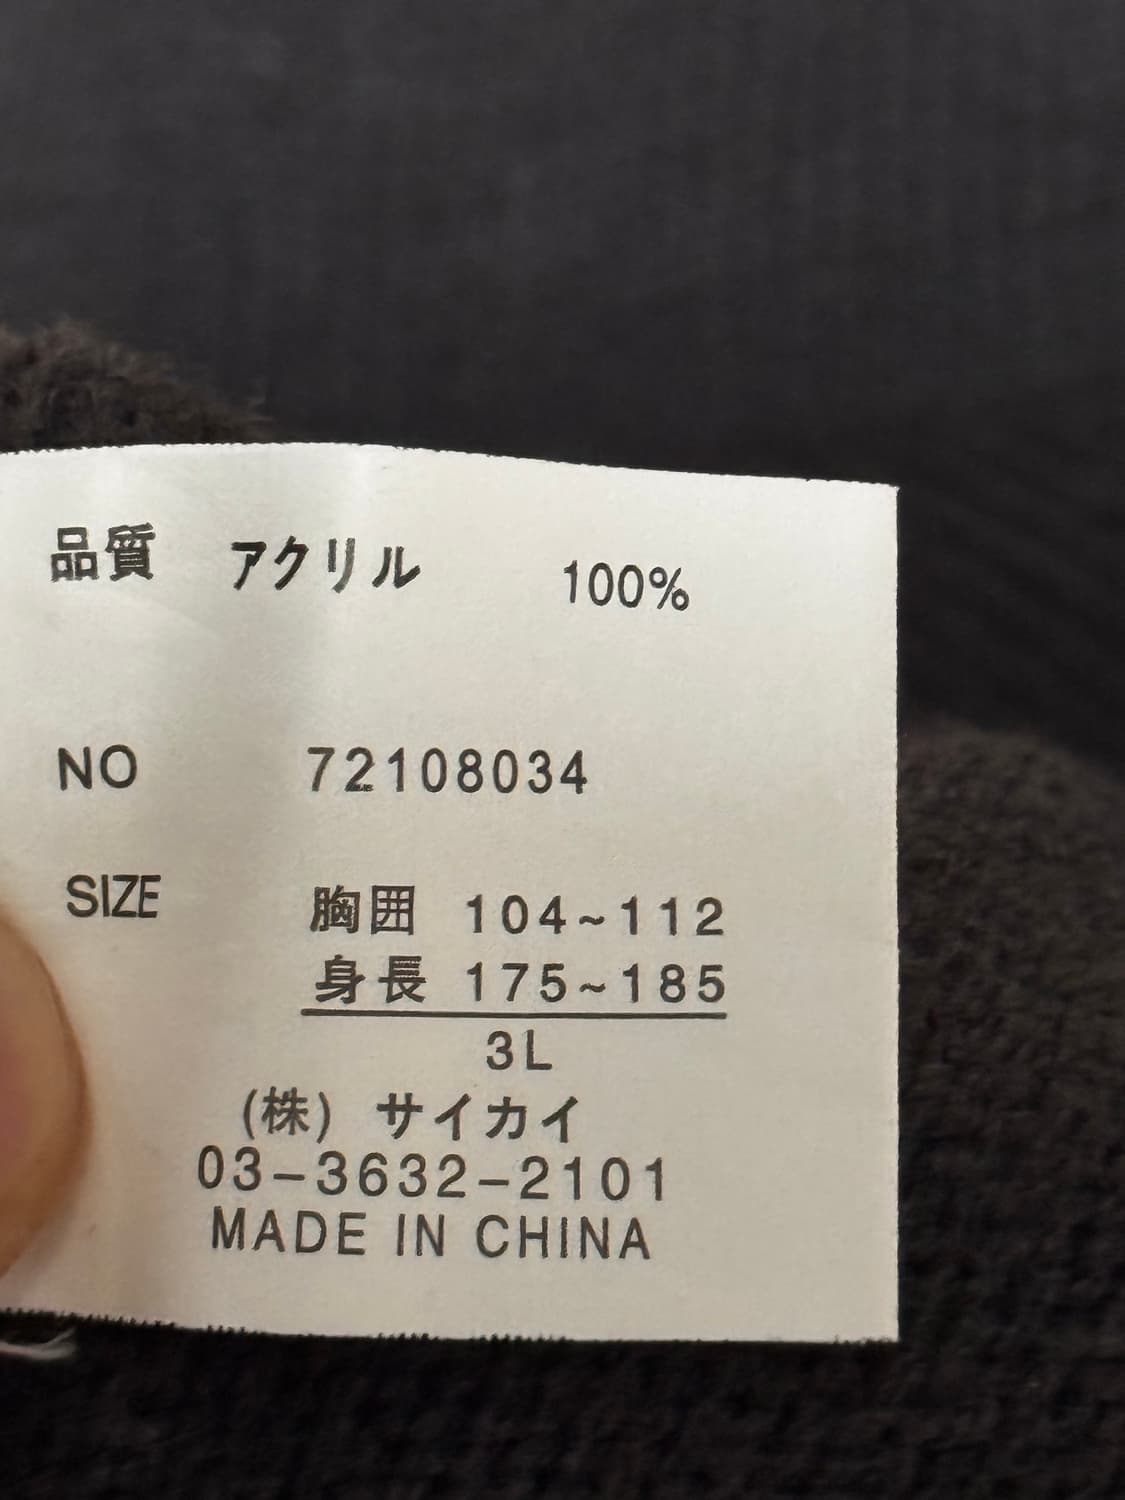 品質 アクリル 100%
NO 72108034
SIZE 胸囲 104~112
身長 175~185
3L
(株) サイカイ
03-3632-2101
MADE IN CHINA